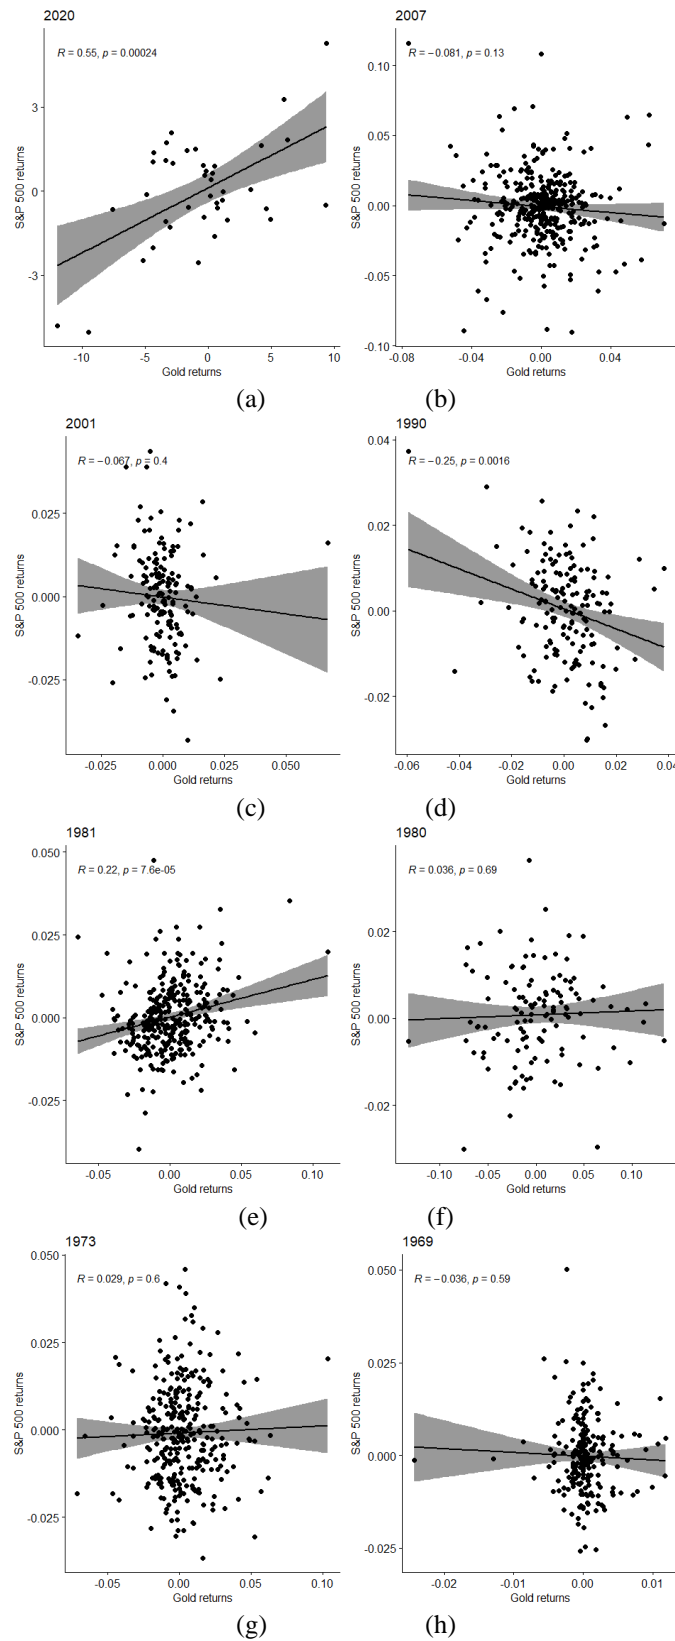 2020
R = 0.55, p = 0.00024
3
0
-3
-10
-5
0
5
10
S&P 500 returns
Gold returns
(a)
2007
R = −0.081, p = 0.13
0.10
0.05
0.00
-0.05
-0.10
-0.08
-0.04
0.00
0.04
S&P 500 returns
Gold returns
(b)
2001
R = −0.067, p = 0.4
0.025
0.000
-0.025
-0.025
0.000
0.025
0.050
S&P 500 returns
Gold returns
(c)
1990
R = −0.25, p = 0.0016
0.04
0.02
0.00
-0.02
-0.06
-0.04
-0.02
0.00
0.02
0.04
S&P 500 returns
Gold returns
(d)
1981
R = 0.22, p = 7.6e-05
0.050
0.025
0.000
-0.025
-0.05
0.00
0.05
0.10
S&P 500 returns
Gold returns
(e)
1980
R = 0.036, p = 0.69
0.02
0.00
-0.02
-0.10
-0.05
0.00
0.05
0.10
S&P 500 returns
Gold returns
(f)
1973
R = 0.029, p = 0.6
0.050
0.025
0.000
-0.025
-0.05
0.00
0.05
0.10
S&P 500 returns
Gold returns
(g)
1969
R = −0.036, p = 0.59
0.050
0.025
0.000
-0.025
-0.02
-0.01
0.00
0.01
S&P 500 returns
Gold returns
(h)